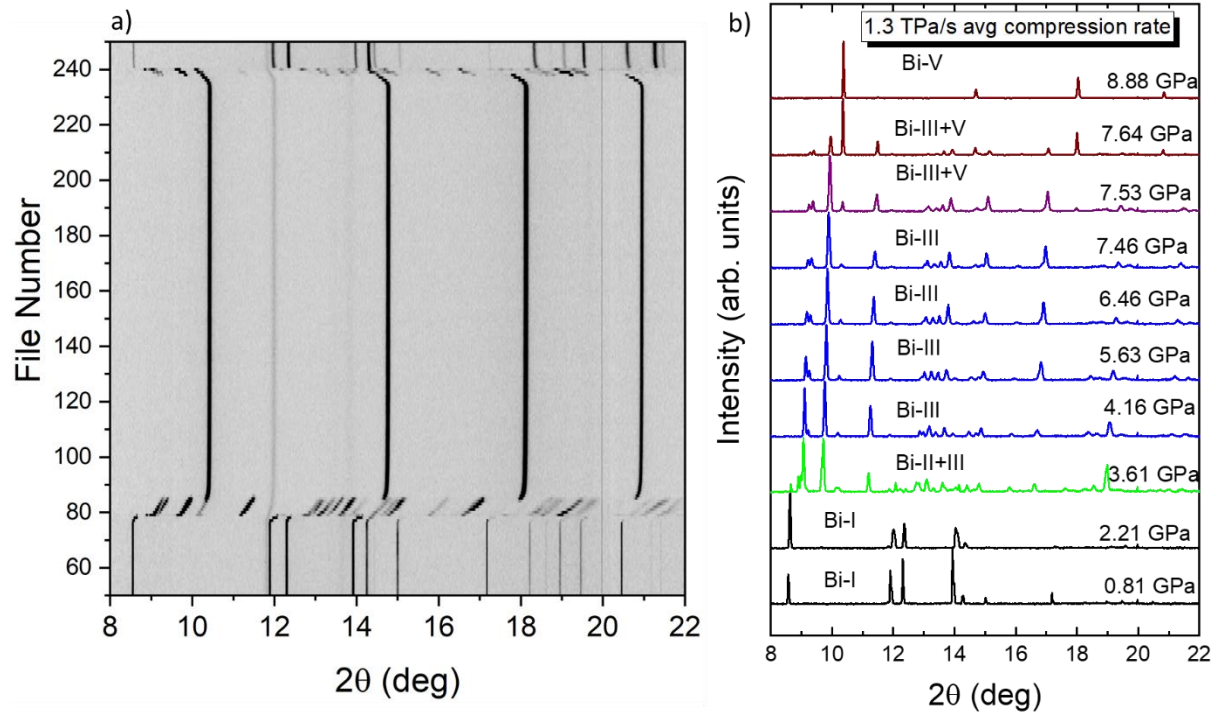 a)
240
220
200
180
160
140
120
100
80
60
File Number
8 10 12 14 16 18 20 22
2θ (deg)
b)
1.3 TPa/s avg compression rate
Bi-V
8.88 GPa
Bi-III+V
7.64 GPa
Bi-III+V
7.53 GPa
Bi-III
7.46 GPa
Bi-III
6.46 GPa
Bi-III
5.63 GPa
Bi-III
4.16 GPa
Bi-II+III
3.61 GPa
Bi-I
2.21 GPa
Bi-I
0.81 GPa
Intensity (arb. units)
8 10 12 14 16 18 20 22
2θ (deg)